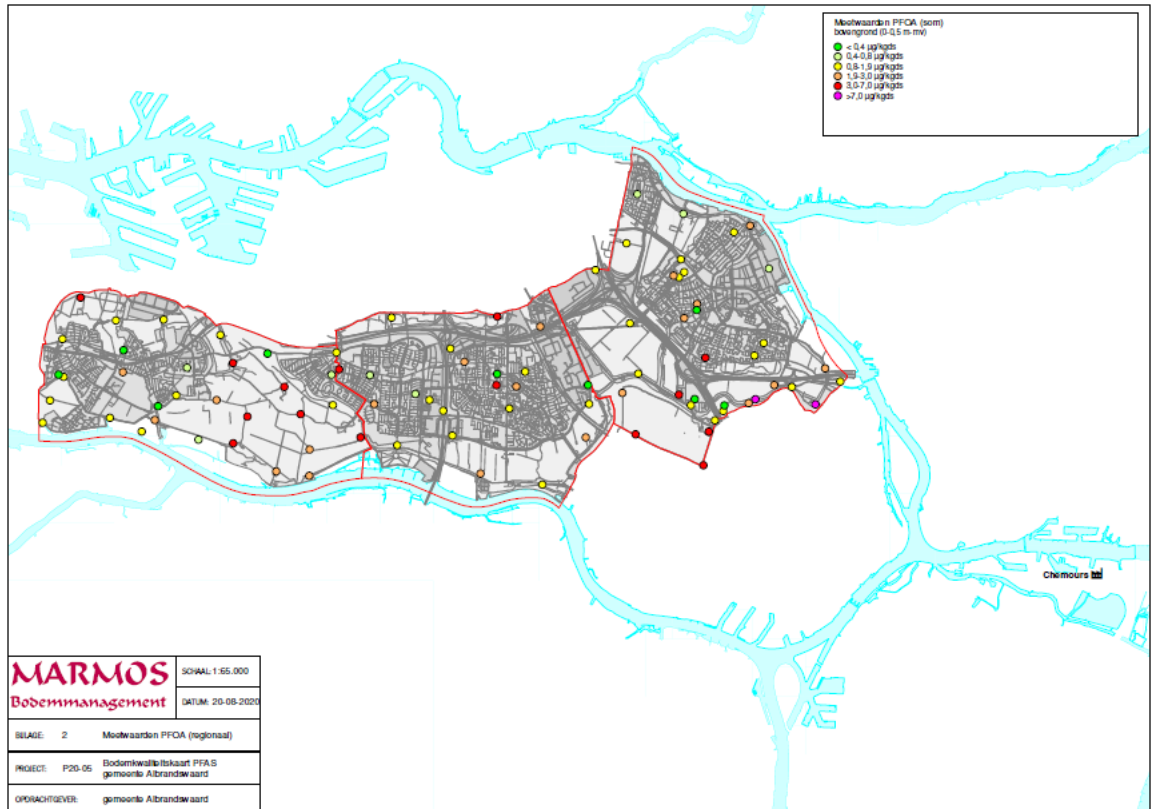 Meetwaarden PFOA (som)
bovengrond (0-0,5 m-mv)
< 0,4 µg/kgds
0,4-0,8 µg/kgds
0,8-1,9 µg/kgds
1,9-3,0 µg/kgds
3,0-7,0 µg/kgds
>7,0 µg/kgds
Chemours
MARMOS
Bodemmanagement
SCHAAL: 1:65.000
DATUM: 20-08-2020
BIJLAGE: 2 Meetwaarden PFOA (regionaal)
PROJECT: P20-05 Bodemkwaliteitskaart PFAS
gemeente Albrandswaard
OPDRACHTGEVER: gemeente Albrandswaard